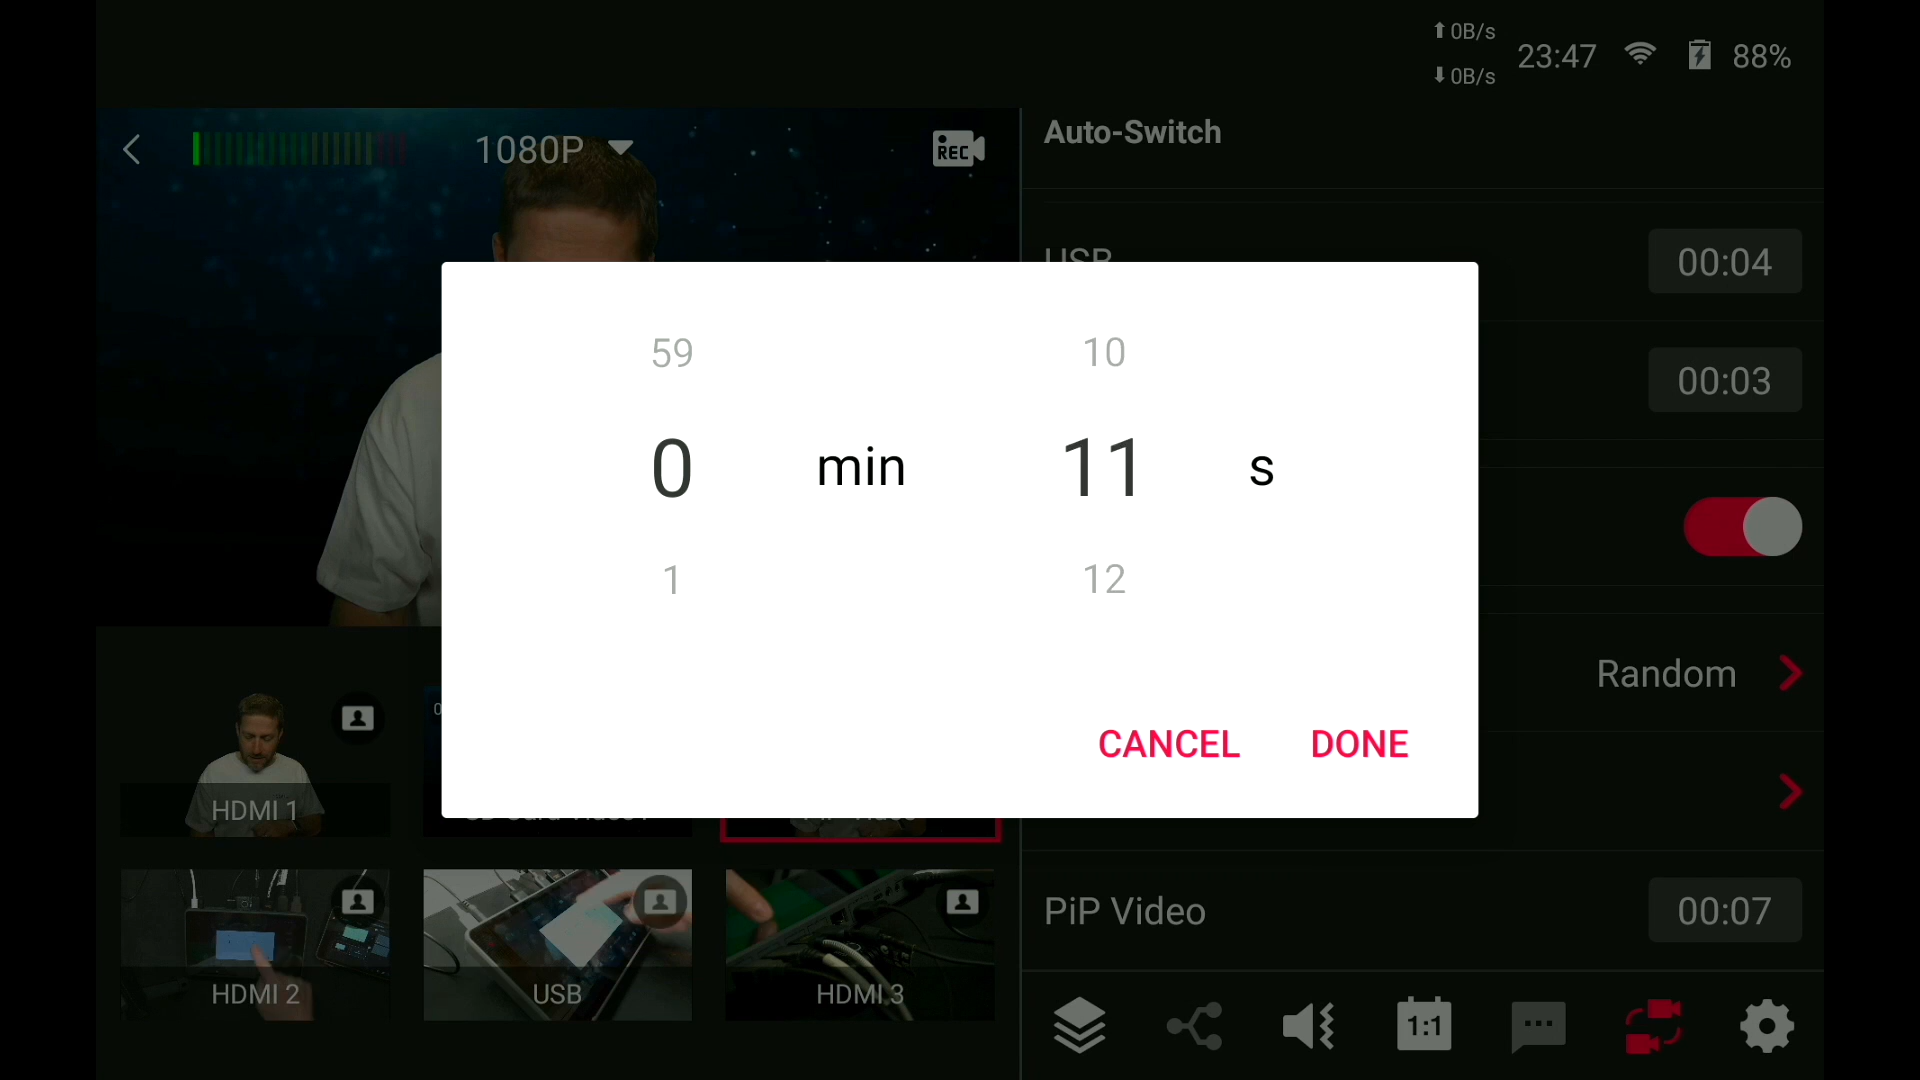 0B/s
0B/s
23:47
88%
1080P
REC
Auto-Switch
USB
00:04
00:03
59
0
1
min
10
11
12
s
CANCEL
DONE
Random
PiP Video
00:07
HDMI 1
HDMI 2
USB
HDMI 3
1:1